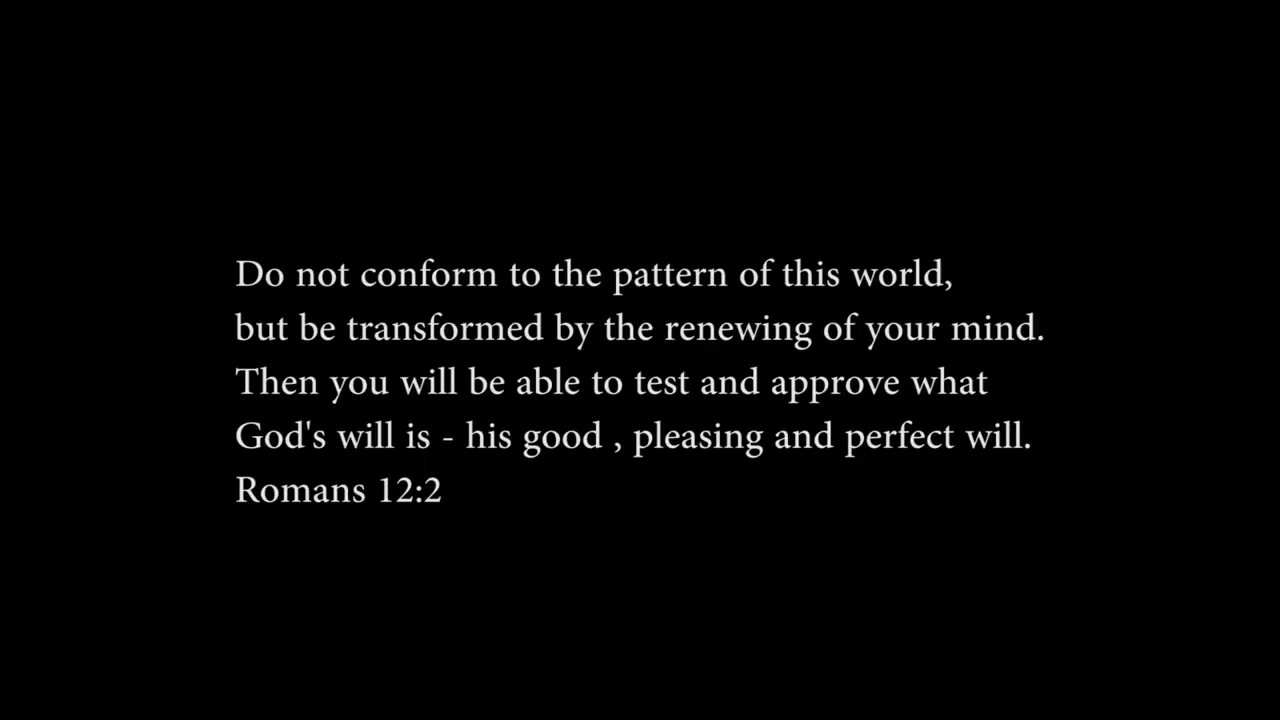 Do not conform to the pattern of this world,
but be transformed by the renewing of your mind.
Then you will be able to test and approve what
God's will is - his good , pleasing and perfect will.
Romans 12:2